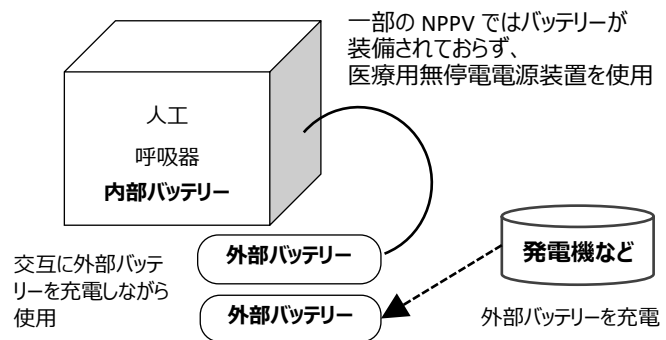 一部の NPPV ではバッテリーが
装備されておらず、
医療用無停電電源装置を使用
人工
呼吸器
内部バッテリー
外部バッテリー
発電機など
交互に外部バッテ
リーを充電しながら
使用
外部バッテリー
外部バッテリーを充電